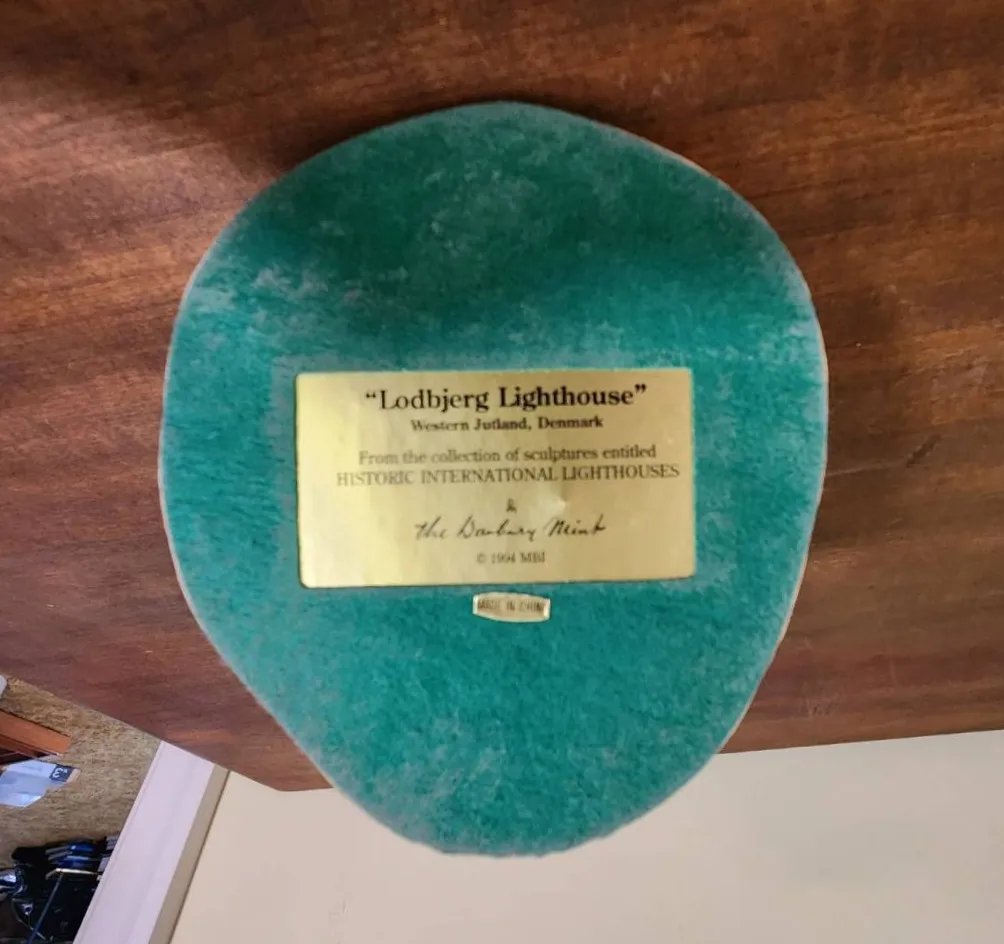 “Lodbjerg Lighthouse”
Western Jutland, Denmark
From the collection of sculptures entitled
HISTORIC INTERNATIONAL LIGHTHOUSES
The Danbury Mint
© 1994 MBI
MADE IN CHINA